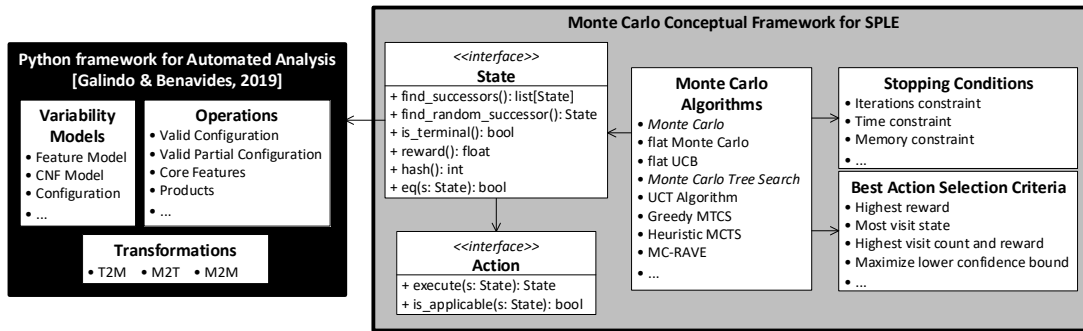 Monte Carlo Conceptual Framework for SPLE
Python framework for Automated Analysis
[Galindo & Benavides, 2019]
Variability
Models
• Feature Model
• CNF Model
• Configuration
• ...
Operations
• Valid Configuration
• Valid Partial Configuration
• Core Features
• Products
• ...
Transformations
• T2M • M2T • M2M
<<interface>>
State
+ find_successors(): list[State]
+ find_random_successor(): State
+ is_terminal(): bool
+ reward(): float
+ hash(): int
+ eq(s: State): bool
<<interface>>
Action
+ execute(s: State): State
+ is_applicable(s: State): bool
Monte Carlo
Algorithms
• Monte Carlo
• flat Monte Carlo
• flat UCB
• Monte Carlo Tree Search
• UCT Algorithm
• Greedy MTCS
• Heuristic MCTS
• MC-RAVE
• ...
Stopping Conditions
• Iterations constraint
• Time constraint
• Memory constraint
• ...
Best Action Selection Criteria
• Highest reward
• Most visit state
• Highest visit count and reward
• Maximize lower confidence bound
• ...